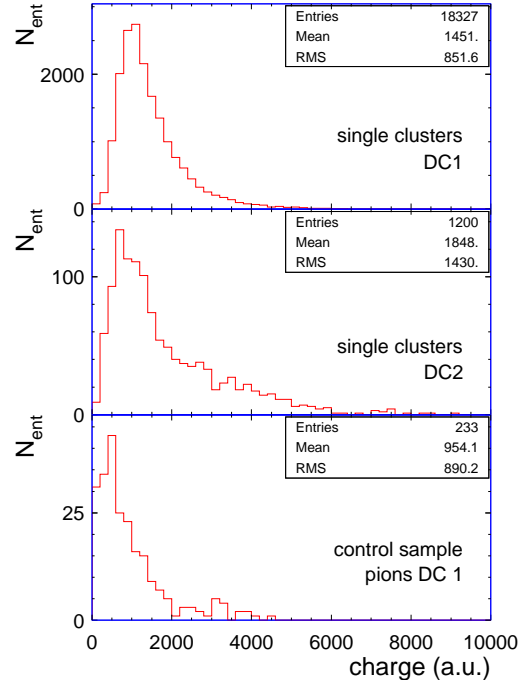 N_ent
Entries 18327
Mean 1451.
RMS 851.6
2000
single clusters
DC1
0
N_ent
Entries 1200
Mean 1848.
RMS 1430.
100
single clusters
DC2
0
N_ent
Entries 233
Mean 954.1
RMS 890.2
25
control sample
pions DC 1
0
0 2000 4000 6000 8000 10000
charge (a.u.)